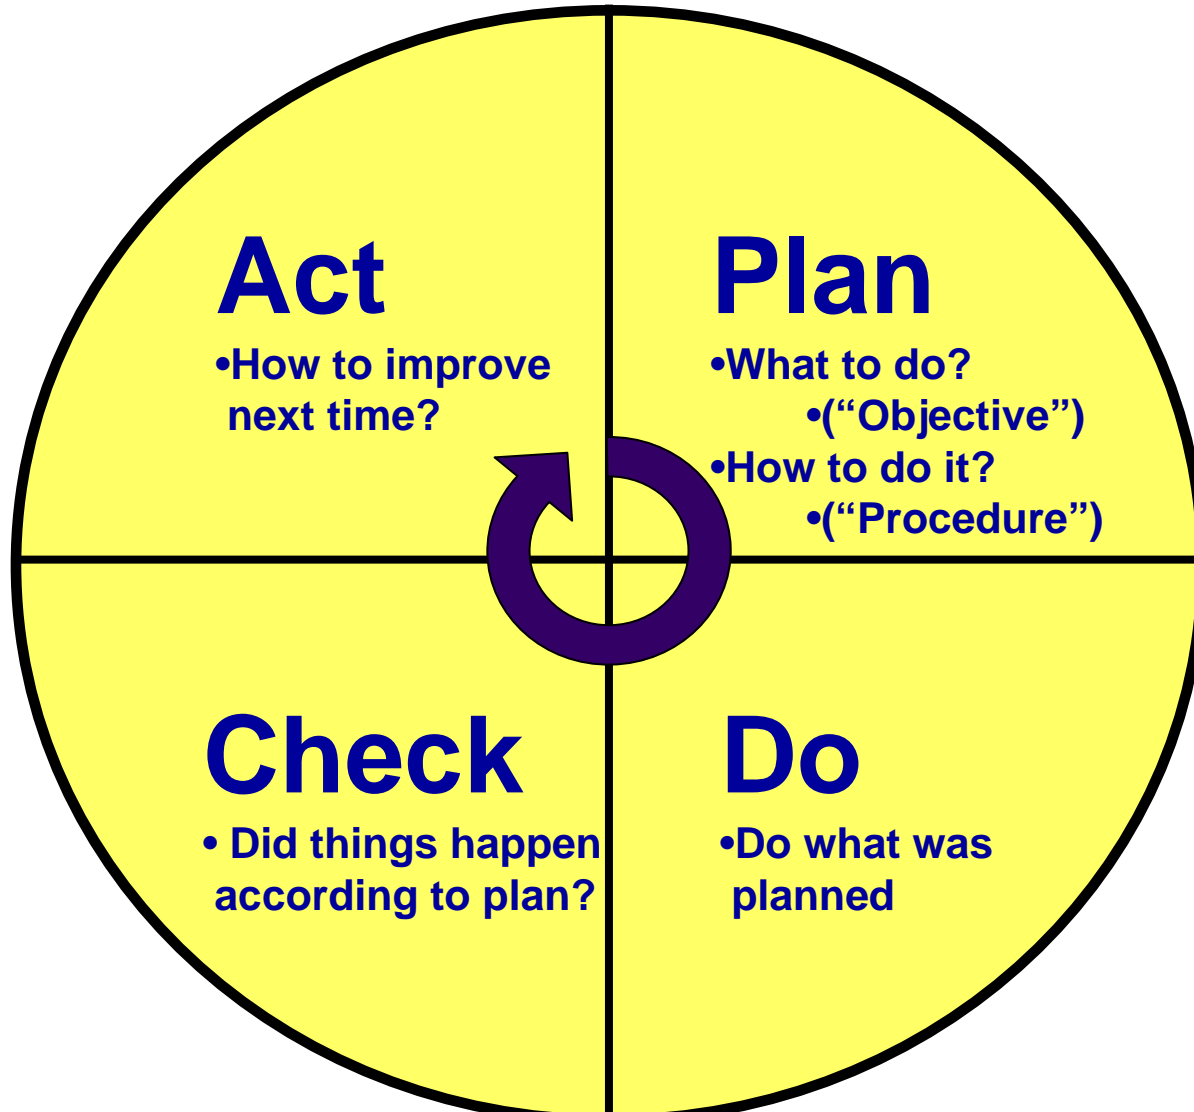 Act
•How to improve
next time?
Plan
•What to do?
•(“Objective”)
•How to do it?
•(“Procedure”)
Check
• Did things happen
according to plan?
Do
•Do what was
planned